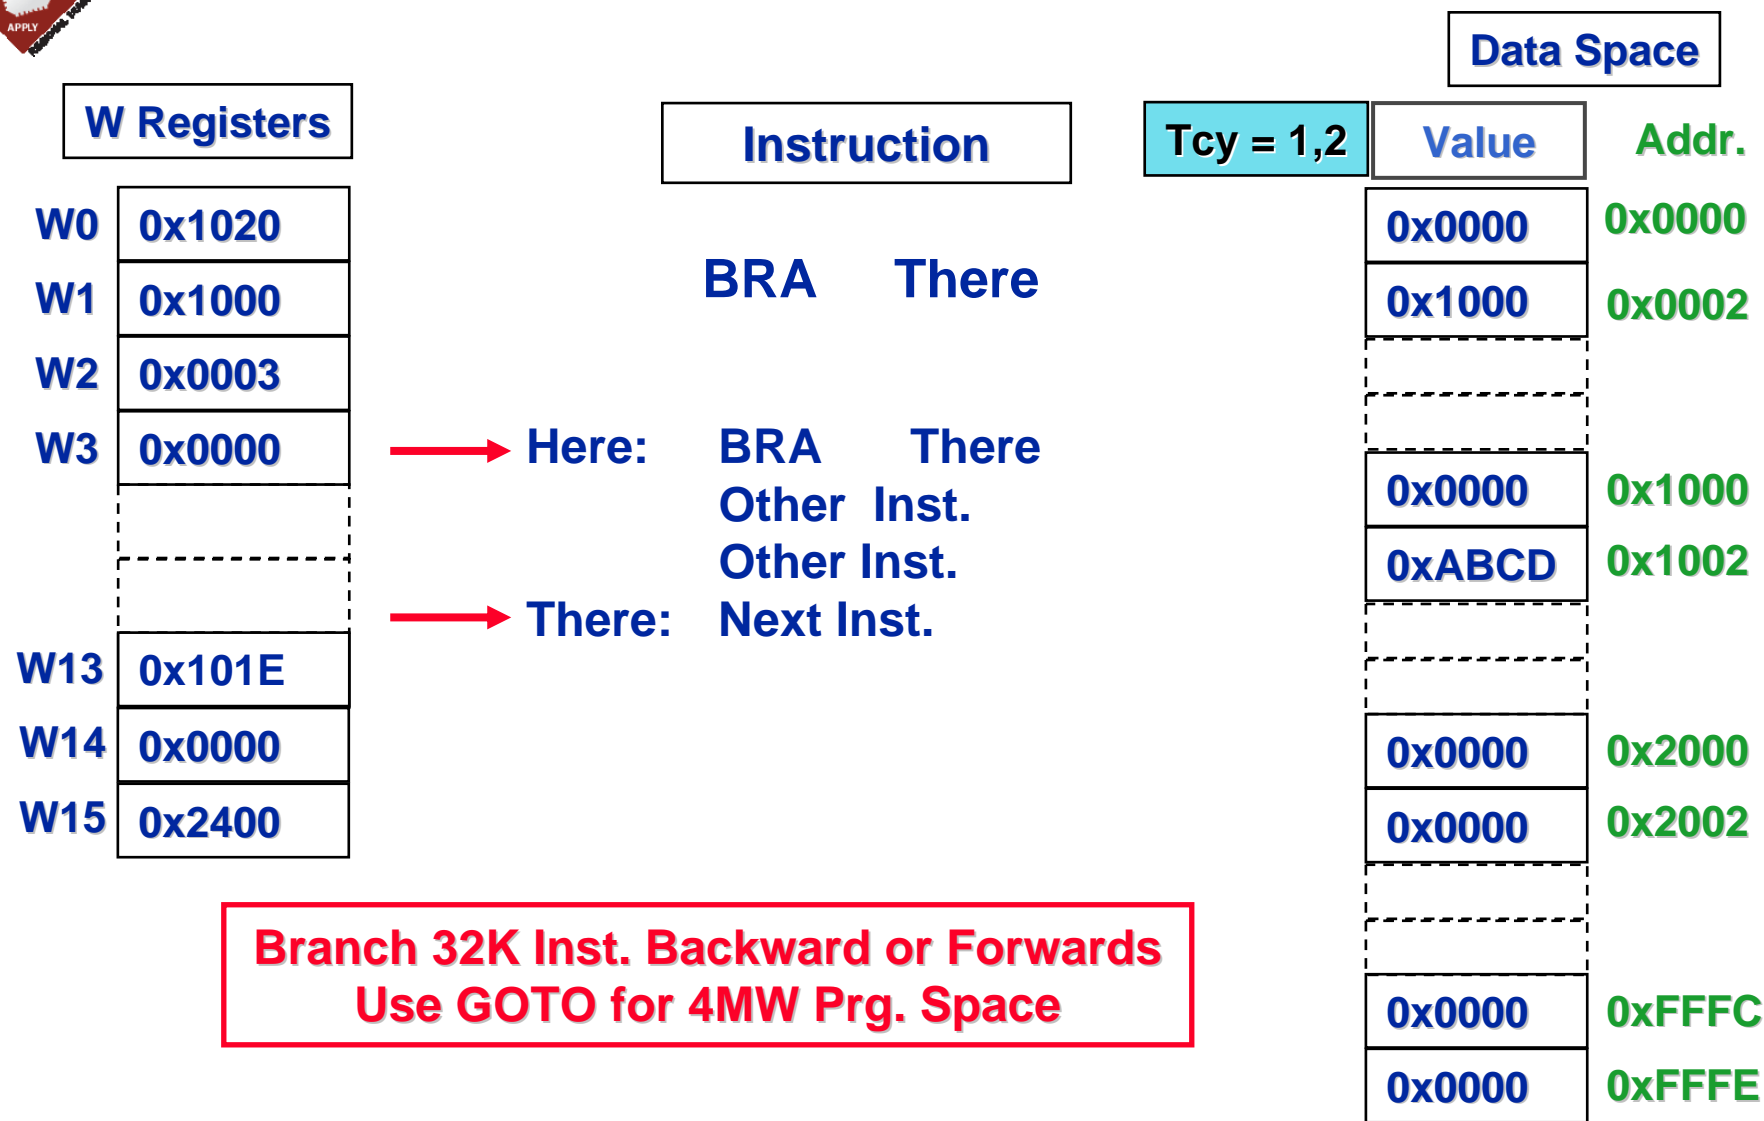 APPLY
Data Space
W Registers
Instruction
Tcy = 1,2
Value
Addr.
W0 0x1020
0x0000 0x0000
BRA There
W1 0x1000
0x1000 0x0002
W2 0x0003
W3 0x0000
Here: BRA There
Other Inst.
0x0000 0x1000
Other Inst.
0xABCD 0x1002
There: Next Inst.
W13 0x101E
W14 0x0000
0x0000 0x2000
W15 0x2400
0x0000 0x2002
Branch 32K Inst. Backward or Forwards
Use GOTO for 4MW Prg. Space
0x0000 0xFFFC
0x0000 0xFFFE